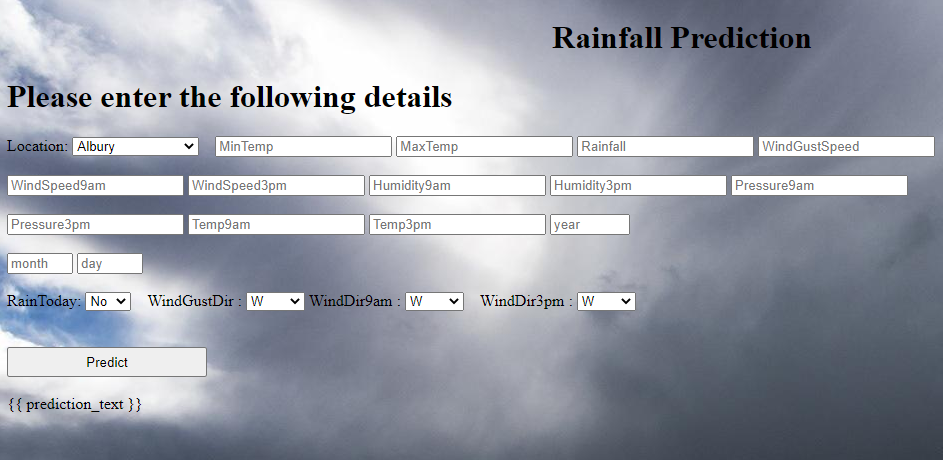 Rainfall Prediction
Please enter the following details
Location: Albury MinTemp MaxTemp Rainfall WindGustSpeed
WindSpeed9am WindSpeed3pm Humidity9am Humidity3pm Pressure9am
Pressure3pm Temp9am Temp3pm year
month day
RainToday: No WindGustDir : W WindDir9am : W WindDir3pm : W
Predict
{{ prediction_text }}